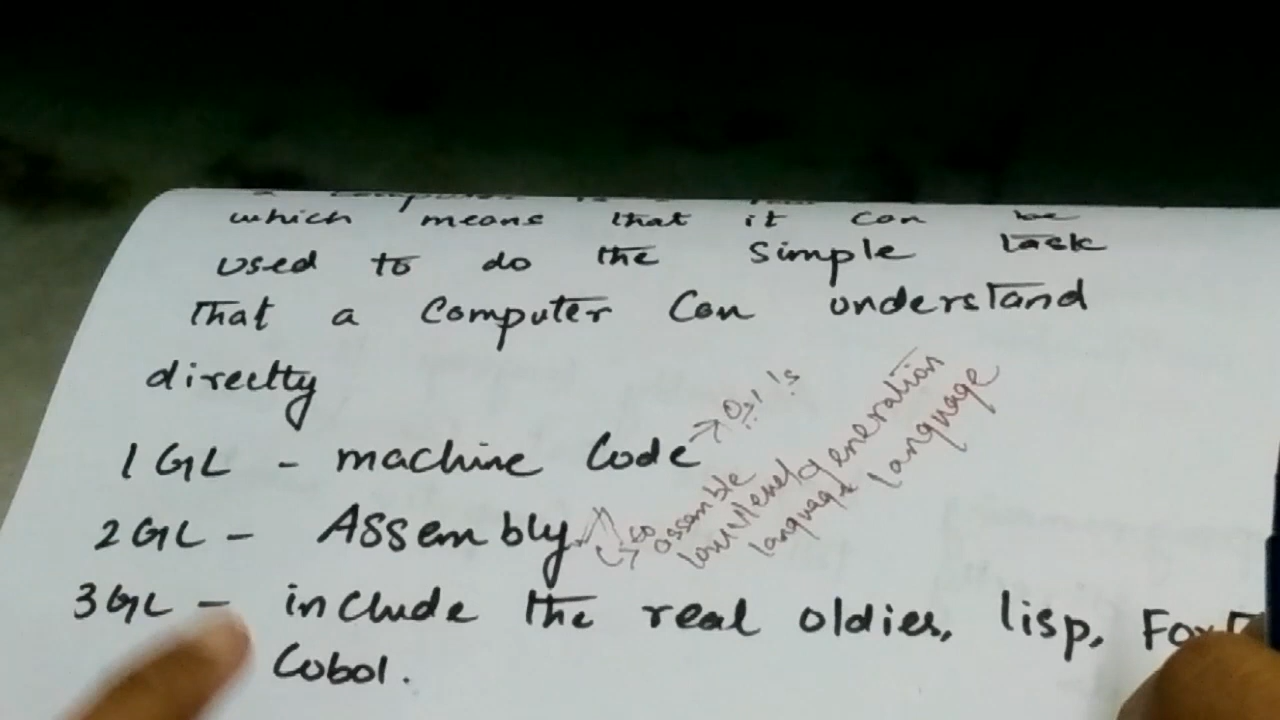 which means that it can be
used to do the simple task
that a computer can understand
directly
1GL - machine Code → 0, 1's
2GL - Assembly
3GL - include the real oldies, lisp,
Cobol.
assemble
low level generation
language language